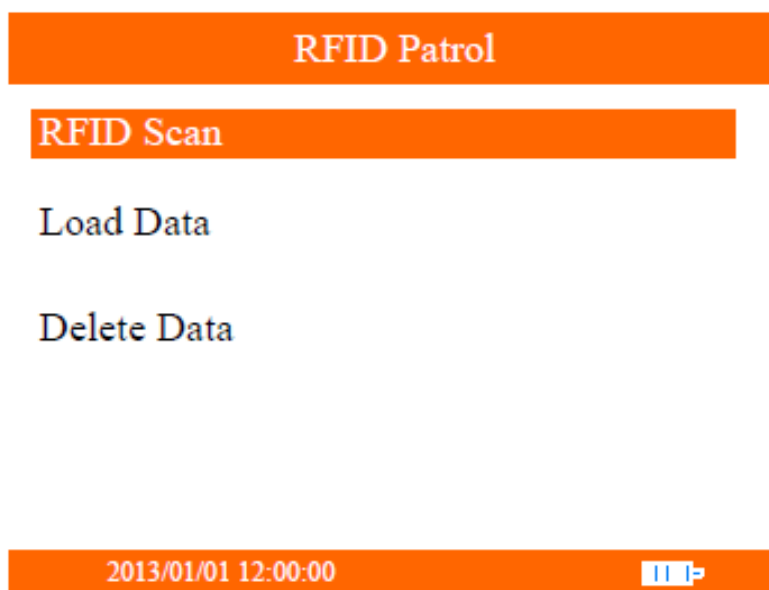 RFID Patrol
RFID Scan
Load Data
Delete Data
2013/01/01 12:00:00